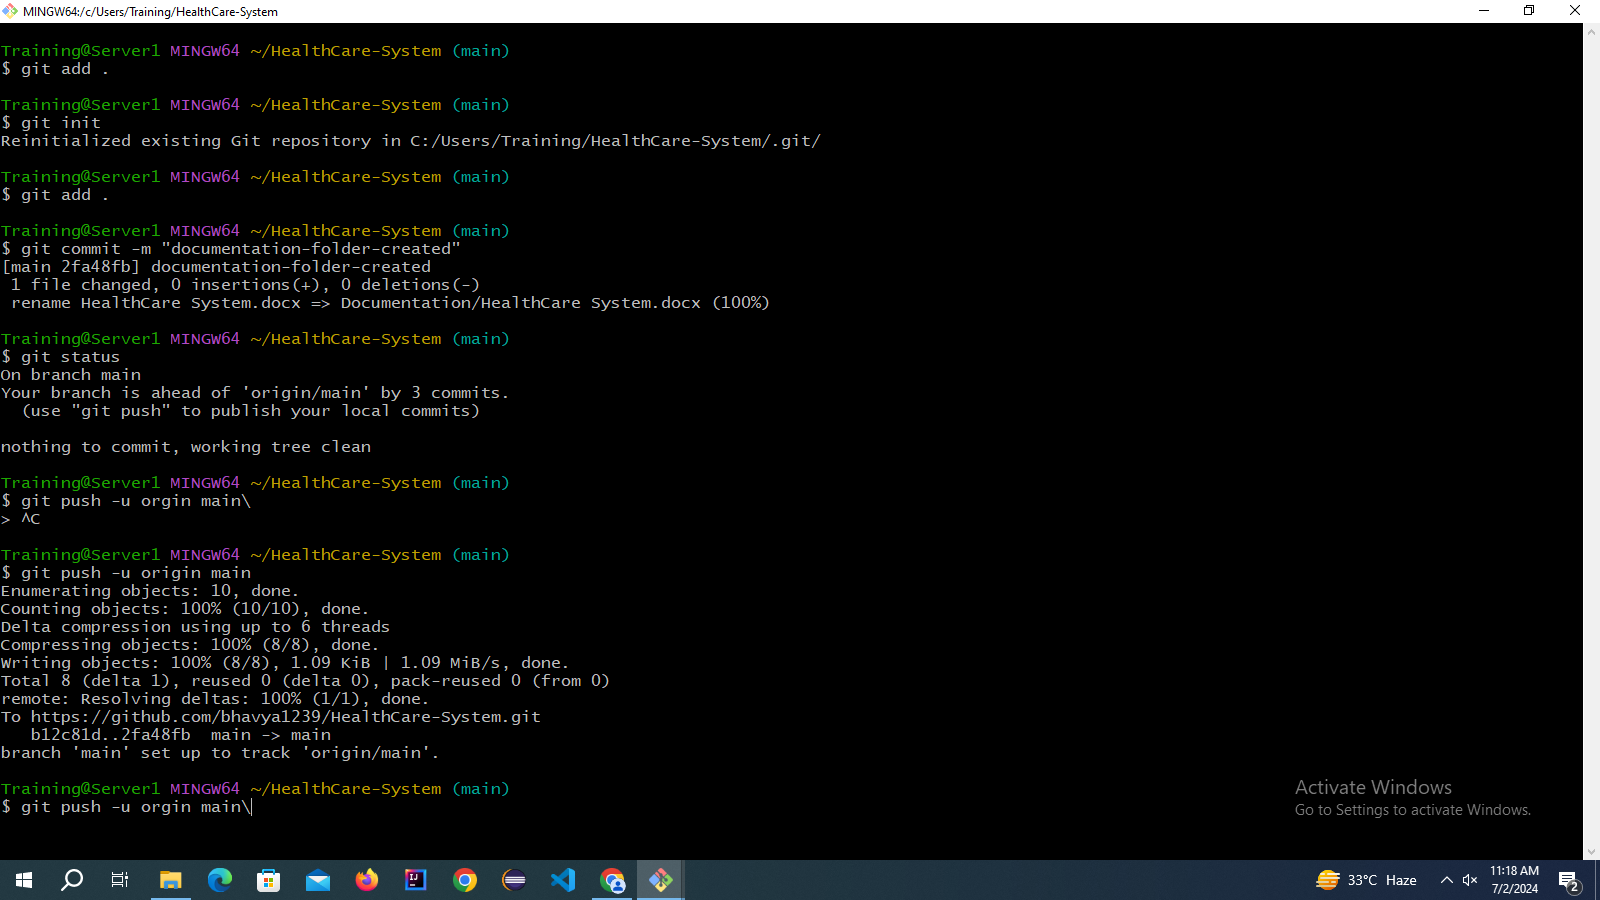 MINGW64:/c/Users/Training/HealthCare-System
Training@Server1 MINGW64 ~/HealthCare-System (main)
$ git add .
Training@Server1 MINGW64 ~/HealthCare-System (main)
$ git init
Reinitialized existing Git repository in C:/Users/Training/HealthCare-System/.git/
Training@Server1 MINGW64 ~/HealthCare-System (main)
$ git add .
Training@Server1 MINGW64 ~/HealthCare-System (main)
$ git commit -m "documentation-folder-created"
[main 2fa48fb] documentation-folder-created
1 file changed, 0 insertions(+), 0 deletions(-)
rename HealthCare System.docx => Documentation/HealthCare System.docx (100%)
Training@Server1 MINGW64 ~/HealthCare-System (main)
$ git status
On branch main
Your branch is ahead of 'origin/main' by 3 commits.
(use "git push" to publish your local commits)
nothing to commit, working tree clean
Training@Server1 MINGW64 ~/HealthCare-System (main)
$ git push -u orgin main\
> ^C
Training@Server1 MINGW64 ~/HealthCare-System (main)
$ git push -u origin main
Enumerating objects: 10, done.
Counting objects: 100% (10/10), done.
Delta compression using up to 6 threads
Compressing objects: 100% (8/8), done.
Writing objects: 100% (8/8), 1.09 KiB | 1.09 MiB/s, done.
Total 8 (delta 1), reused 0 (delta 0), pack-reused 0 (from 0)
remote: Resolving deltas: 100% (1/1), done.
To https://github.com/bhavya1239/HealthCare-System.git
b12c81d..2fa48fb  main -> main
branch 'main' set up to track 'origin/main'.
Training@Server1 MINGW64 ~/HealthCare-System (main)
$ git push -u orgin main\
Activate Windows
Go to Settings to activate Windows.
33°C Haze
11:18 AM
7/2/2024
2